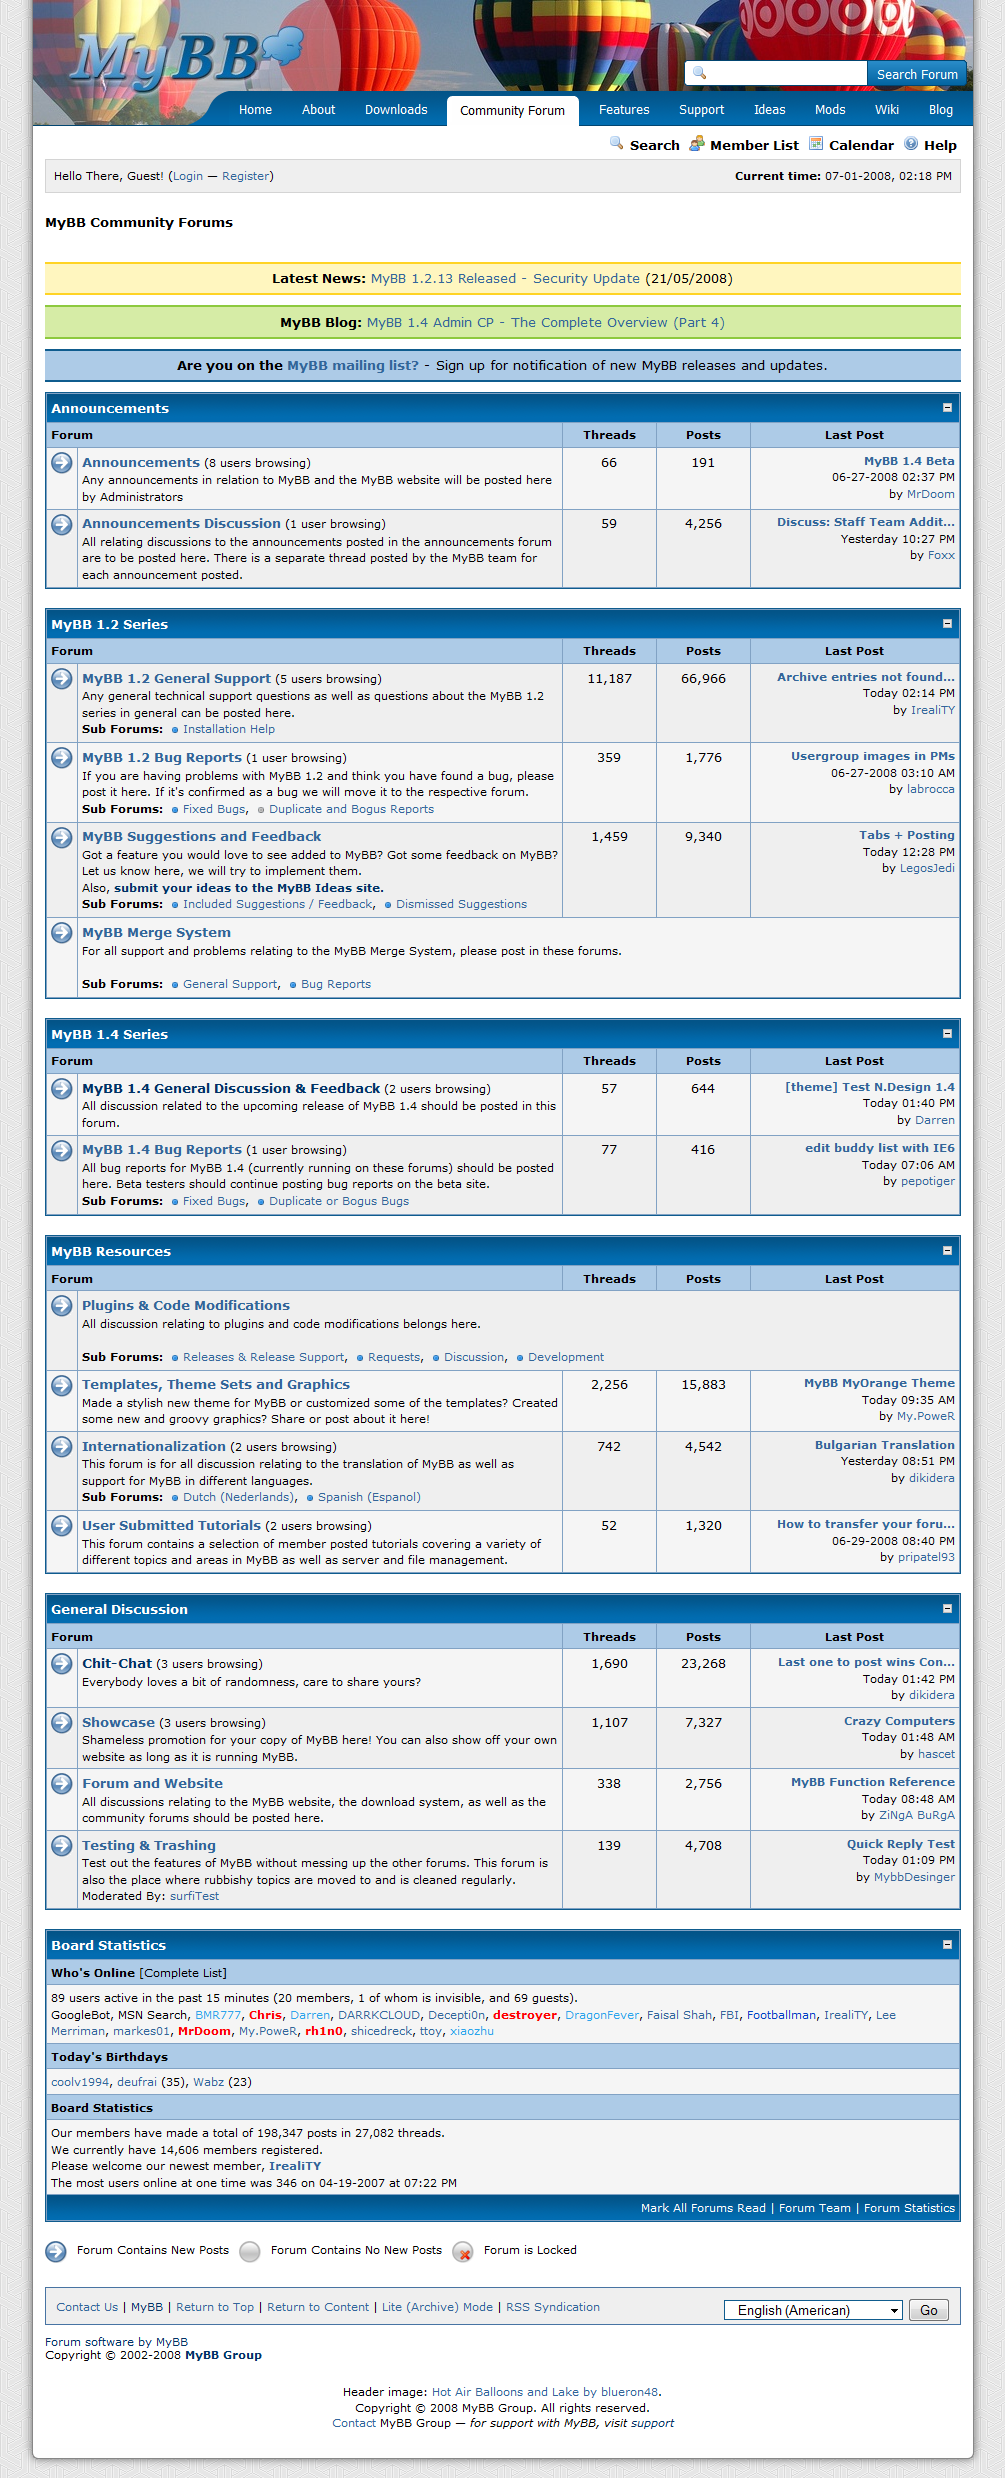 MyBB
Search Forum
Home About Downloads Community Forum Features Support Ideas Mods Wiki Blog
Search Member List Calendar Help
Hello There, Guest! (Login — Register) Current time: 07-01-2008, 02:18 PM
MyBB Community Forums
Latest News: MyBB 1.2.13 Released - Security Update (21/05/2008)
MyBB Blog: MyBB 1.4 Admin CP - The Complete Overview (Part 4)
Are you on the MyBB mailing list? - Sign up for notification of new MyBB releases and updates.
Announcements
Forum Threads Posts Last Post
Announcements (8 users browsing) 66 191 MyBB 1.4 Beta
Any announcements in relation to MyBB and the MyBB website will be posted here 06-27-2008 02:37 PM
by Administrators by MrDoom
Announcements Discussion (1 user browsing) 59 4,256 Discuss: Staff Team Addit...
All relating discussions to the announcements posted in the announcements forum Yesterday 10:27 PM
are to be posted here. There is a separate thread posted by the MyBB team for by Foxx
each announcement posted.
MyBB 1.2 Series
Forum Threads Posts Last Post
MyBB 1.2 General Support (5 users browsing) 11,187 66,966 Archive entries not found...
Any general technical support questions as well as questions about the MyBB 1.2 Today 02:14 PM
series in general can be posted here. by IrealiTY
Sub Forums: Installation Help
MyBB 1.2 Bug Reports (1 user browsing) 359 1,776 Usergroup images in PMs
If you are having problems with MyBB 1.2 and think you have found a bug, please 06-27-2008 03:10 AM
post it here. If it's confirmed as a bug we will move it to the respective forum. by labrocca
Sub Forums: Fixed Bugs, Duplicate and Bogus Reports
MyBB Suggestions and Feedback 1,459 9,340 Tabs + Posting
Got a feature you would love to see added to MyBB? Got some feedback on MyBB? Today 12:28 PM
Let us know here, we will try to implement them. by LegosJedi
Also, submit your ideas to the MyBB Ideas site.
Sub Forums: Included Suggestions / Feedback, Dismissed Suggestions
MyBB Merge System
For all support and problems relating to the MyBB Merge System, please post in these forums.
Sub Forums: General Support, Bug Reports
MyBB 1.4 Series
Forum Threads Posts Last Post
MyBB 1.4 General Discussion & Feedback (2 users browsing) 57 644 [theme] Test N.Design 1.4
All discussion related to the upcoming release of MyBB 1.4 should be posted in this Today 01:40 PM
forum. by Darren
MyBB 1.4 Bug Reports (1 user browsing) 77 416 edit buddy list with IE6
All bug reports for MyBB 1.4 (currently running on these forums) should be posted Today 07:06 AM
here. Beta testers should continue posting bug reports on the beta site. by pepotiger
Sub Forums: Fixed Bugs, Duplicate or Bogus Bugs
MyBB Resources
Forum Threads Posts Last Post
Plugins & Code Modifications
All discussion relating to plugins and code modifications belongs here.
Sub Forums: Releases & Release Support, Requests, Discussion, Development
Templates, Theme Sets and Graphics 2,256 15,883 MyBB MyOrange Theme
Made a stylish new theme for MyBB or customized some of the templates? Created Today 09:35 AM
some new and groovy graphics? Share or post about it here! by My.PoweR
Internationalization (2 users browsing) 742 4,542 Bulgarian Translation
This forum is for all discussion relating to the translation of MyBB as well as Yesterday 08:51 PM
support for MyBB in different languages. by dikidera
Sub Forums: Dutch (Nederlands), Spanish (Espanol)
User Submitted Tutorials (2 users browsing) 52 1,320 How to transfer your foru...
This forum contains a selection of member posted tutorials covering a variety of 06-29-2008 08:40 PM
different topics and areas in MyBB as well as server and file management. by pripatel93
General Discussion
Forum Threads Posts Last Post
Chit-Chat (3 users browsing) 1,690 23,268 Last one to post wins Con...
Everybody loves a bit of randomness, care to share yours? Today 01:42 PM
by dikidera
Showcase (3 users browsing) 1,107 7,327 Crazy Computers
Shameless promotion for your copy of MyBB here! You can also show off your own Today 01:48 AM
website as long as it is running MyBB. by hascet
Forum and Website 338 2,756 MyBB Function Reference
All discussions relating to the MyBB website, the download system, as well as the Today 08:48 AM
community forums should be posted here. by ZiNgA BuRgA
Testing & Trashing 139 4,708 Quick Reply Test
Test out the features of MyBB without messing up the other forums. This forum is Today 01:09 PM
also the place where rubbishy topics are moved to and is cleaned regularly. by MybbDesinger
Moderated By: surfiTest
Board Statistics
Who's Online [Complete List]
89 users active in the past 15 minutes (20 members, 1 of whom is invisible, and 69 guests).
GoogleBot, MSN Search, BMR777, Chris, Darren, DARRKCLOUD, Decepti0n, destroyer, DragonFever, Faisal Shah, FBI, Footballman, IrealiTY, Lee
Merriman, markes01, MrDoom, My.PoweR, rh1n0, shicedreck, ttoy, xiaozhu
Today's Birthdays
coolv1994, deufrai (35), Wabz (23)
Board Statistics
Our members have made a total of 198,347 posts in 27,082 threads.
We currently have 14,606 members registered.
Please welcome our newest member, IrealiTY
The most users online at one time was 346 on 04-19-2007 at 07:22 PM
Mark All Forums Read | Forum Team | Forum Statistics
Forum Contains New Posts Forum Contains No New Posts Forum is Locked
Contact Us | MyBB | Return to Top | Return to Content | Lite (Archive) Mode | RSS Syndication English (American) Go
Forum software by MyBB
Copyright © 2002-2008 MyBB Group
Header image: Hot Air Balloons and Lake by blueron48.
Copyright © 2008 MyBB Group. All rights reserved.
Contact MyBB Group — for support with MyBB, visit support